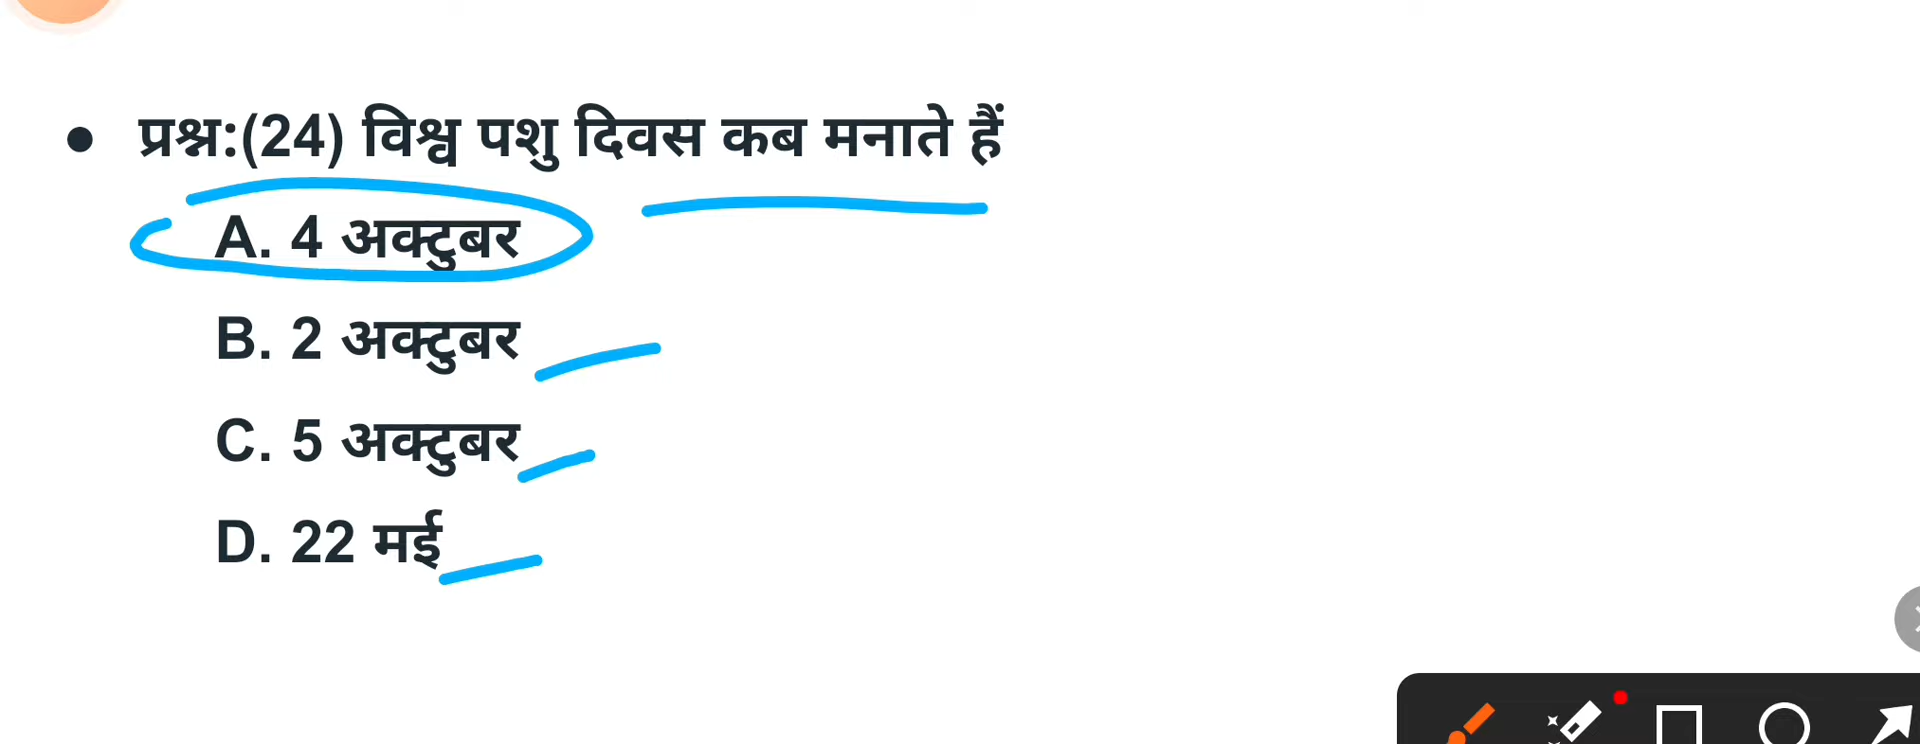 • प्रश्न:(24) विश्व पशु दिवस कब मनाते हैं
A. 4 अक्टुबर
B. 2 अक्टुबर
C. 5 अक्टुबर
D. 22 मई